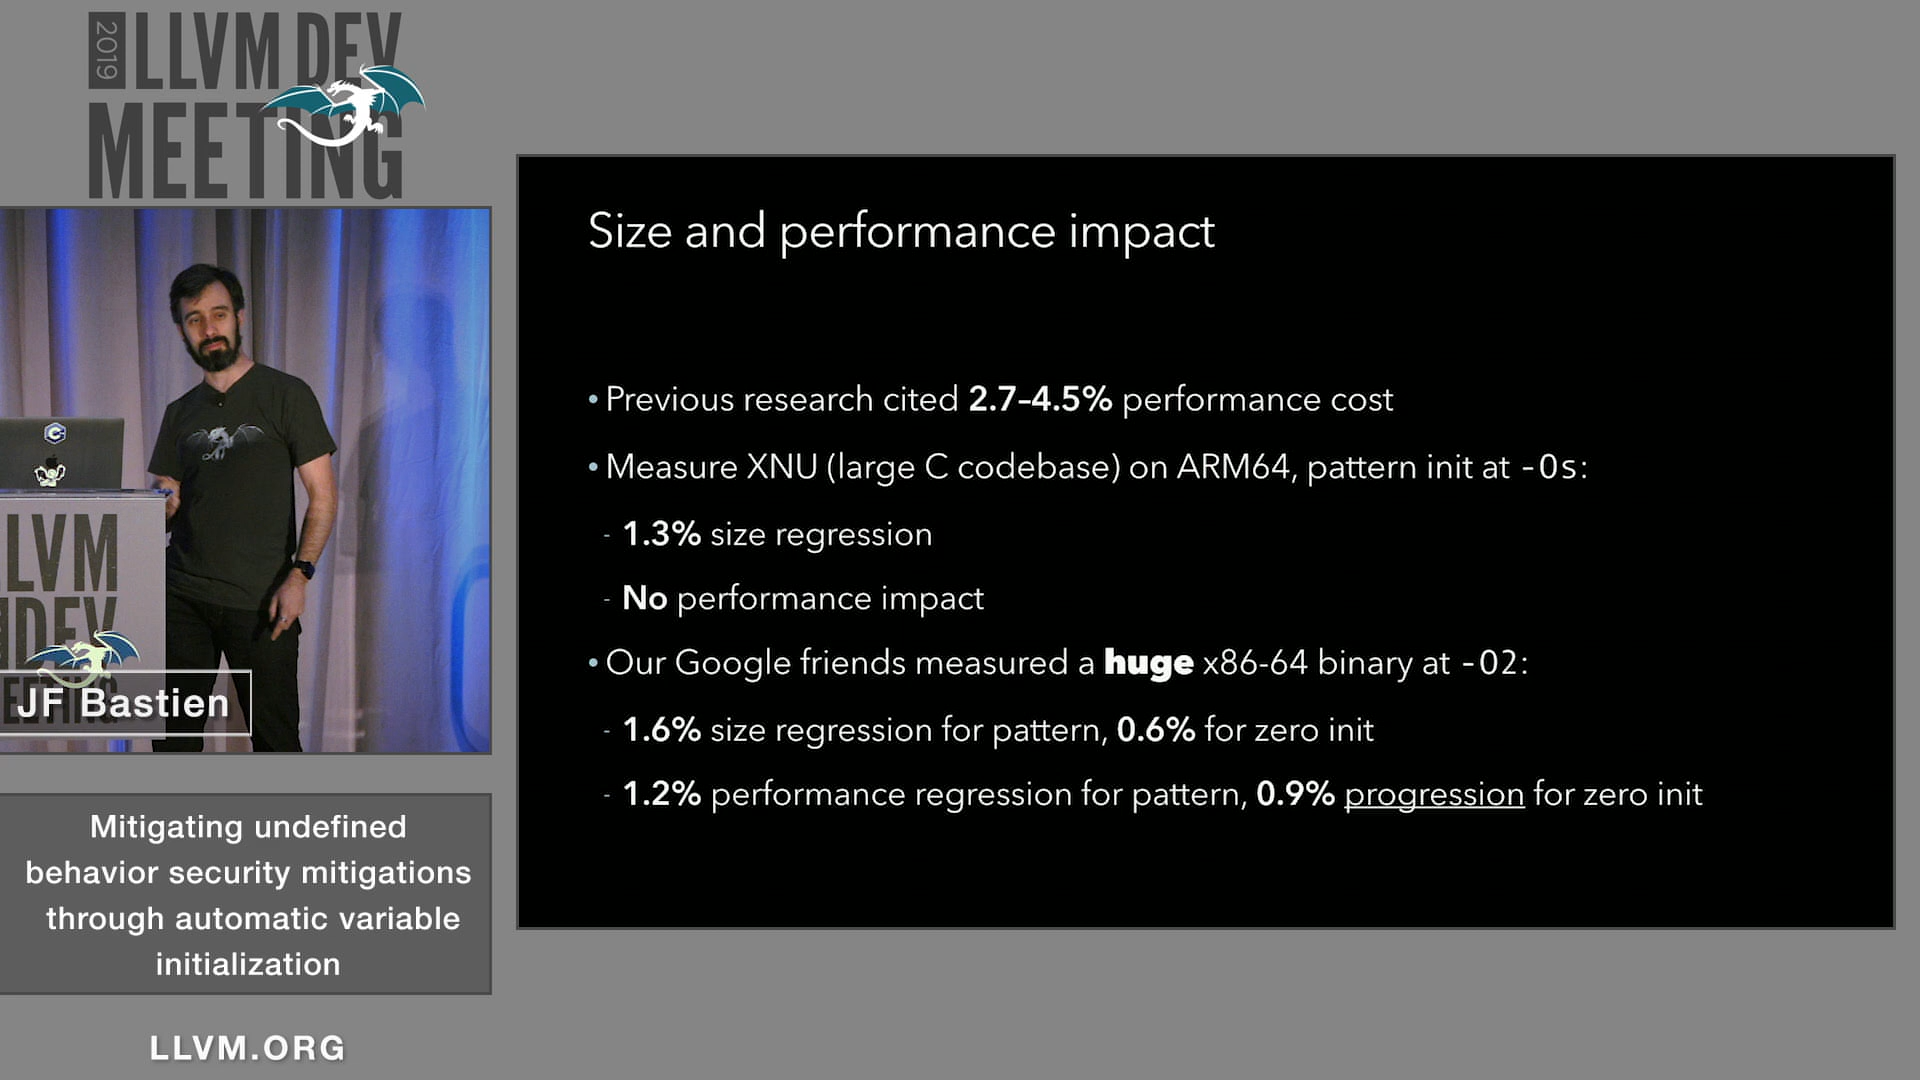 2019
LLVM DEV
MEETING
Size and performance impact
• Previous research cited 2.7–4.5% performance cost
• Measure XNU (large C codebase) on ARM64, pattern init at -Os:
- 1.3% size regression
- No performance impact
• Our Google friends measured a huge x86-64 binary at -O2:
- 1.6% size regression for pattern, 0.6% for zero init
- 1.2% performance regression for pattern, 0.9% progression for zero init
C
LLVM
DEV
MEETING
JF Bastien
Mitigating undefined
behavior security mitigations
through automatic variable
initialization
LLVM.ORG